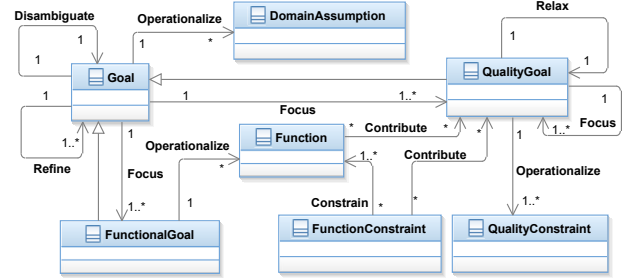 Disambiguate
Relax
1
1
Operationalize
DomainAssumption
1
*
1
1
Goal
QualityGoal
1
1
1
1..*
1
Focus
1..*
Refine
1
Focus
1..*
1..*
Focus
1
Operationalize
*
Function
*
Contribute
*
*
Contribute
1..*
Operationalize
1
Constrain
*
*
1..*
FunctionalGoal
FunctionConstraint
QualityConstraint